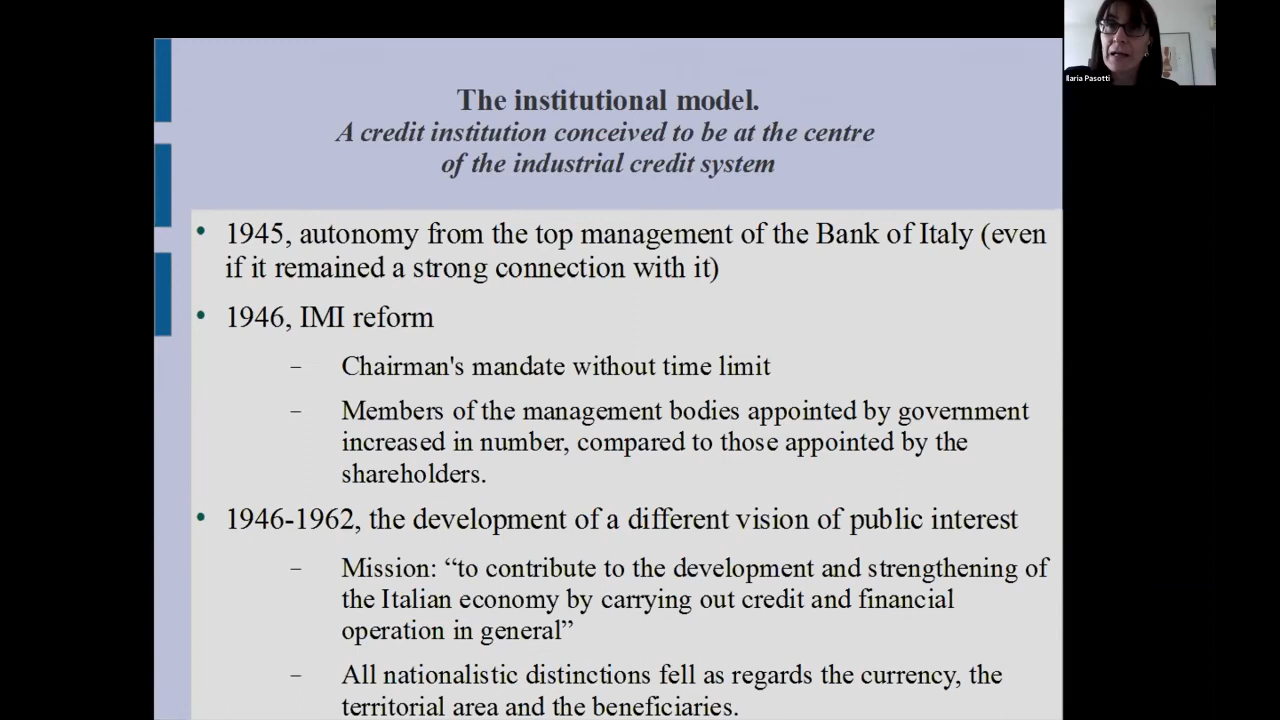 The institutional model.
A credit institution conceived to be at the centre
of the industrial credit system
• 1945, autonomy from the top management of the Bank of Italy (even
if it remained a strong connection with it)
• 1946, IMI reform
– Chairman's mandate without time limit
– Members of the management bodies appointed by government
increased in number, compared to those appointed by the
shareholders.
• 1946-1962, the development of a different vision of public interest
– Mission: “to contribute to the development and strengthening of
the Italian economy by carrying out credit and financial
operation in general”
– All nationalistic distinctions fell as regards the currency, the
territorial area and the beneficiaries.
Ilaria Pasotti